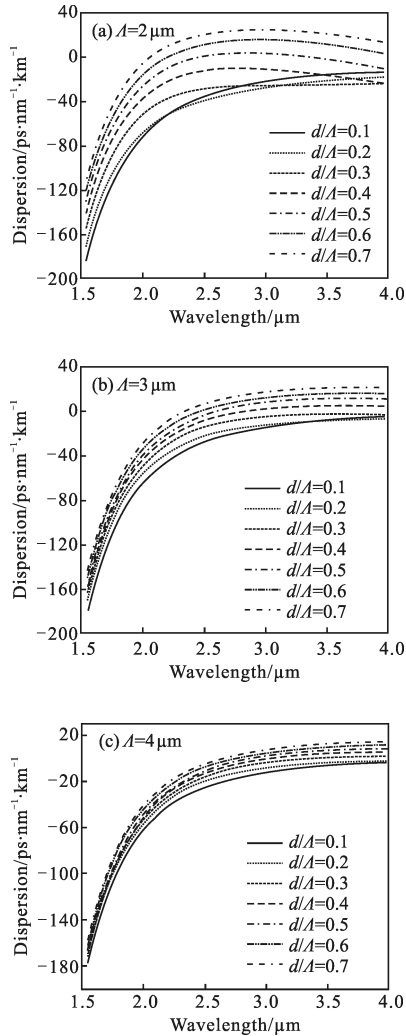 (a) Λ=2 μm
40
0
−40
−80
−120
−160
−200
Dispersion/ps·nm⁻¹·km⁻¹
d/Λ=0.1
d/Λ=0.2
d/Λ=0.3
d/Λ=0.4
d/Λ=0.5
d/Λ=0.6
d/Λ=0.7
1.5 2.0 2.5 3.0 3.5 4.0
Wavelength/μm
(b) Λ=3 μm
40
0
−40
−80
−120
−160
−200
Dispersion/ps·nm⁻¹·km⁻¹
d/Λ=0.1
d/Λ=0.2
d/Λ=0.3
d/Λ=0.4
d/Λ=0.5
d/Λ=0.6
d/Λ=0.7
1.5 2.0 2.5 3.0 3.5 4.0
Wavelength/μm
(c) Λ=4 μm
20
−20
−60
−100
−140
−180
Dispersion/ps·nm⁻¹·km⁻¹
d/Λ=0.1
d/Λ=0.2
d/Λ=0.3
d/Λ=0.4
d/Λ=0.5
d/Λ=0.6
d/Λ=0.7
1.5 2.0 2.5 3.0 3.5 4.0
Wavelength/μm